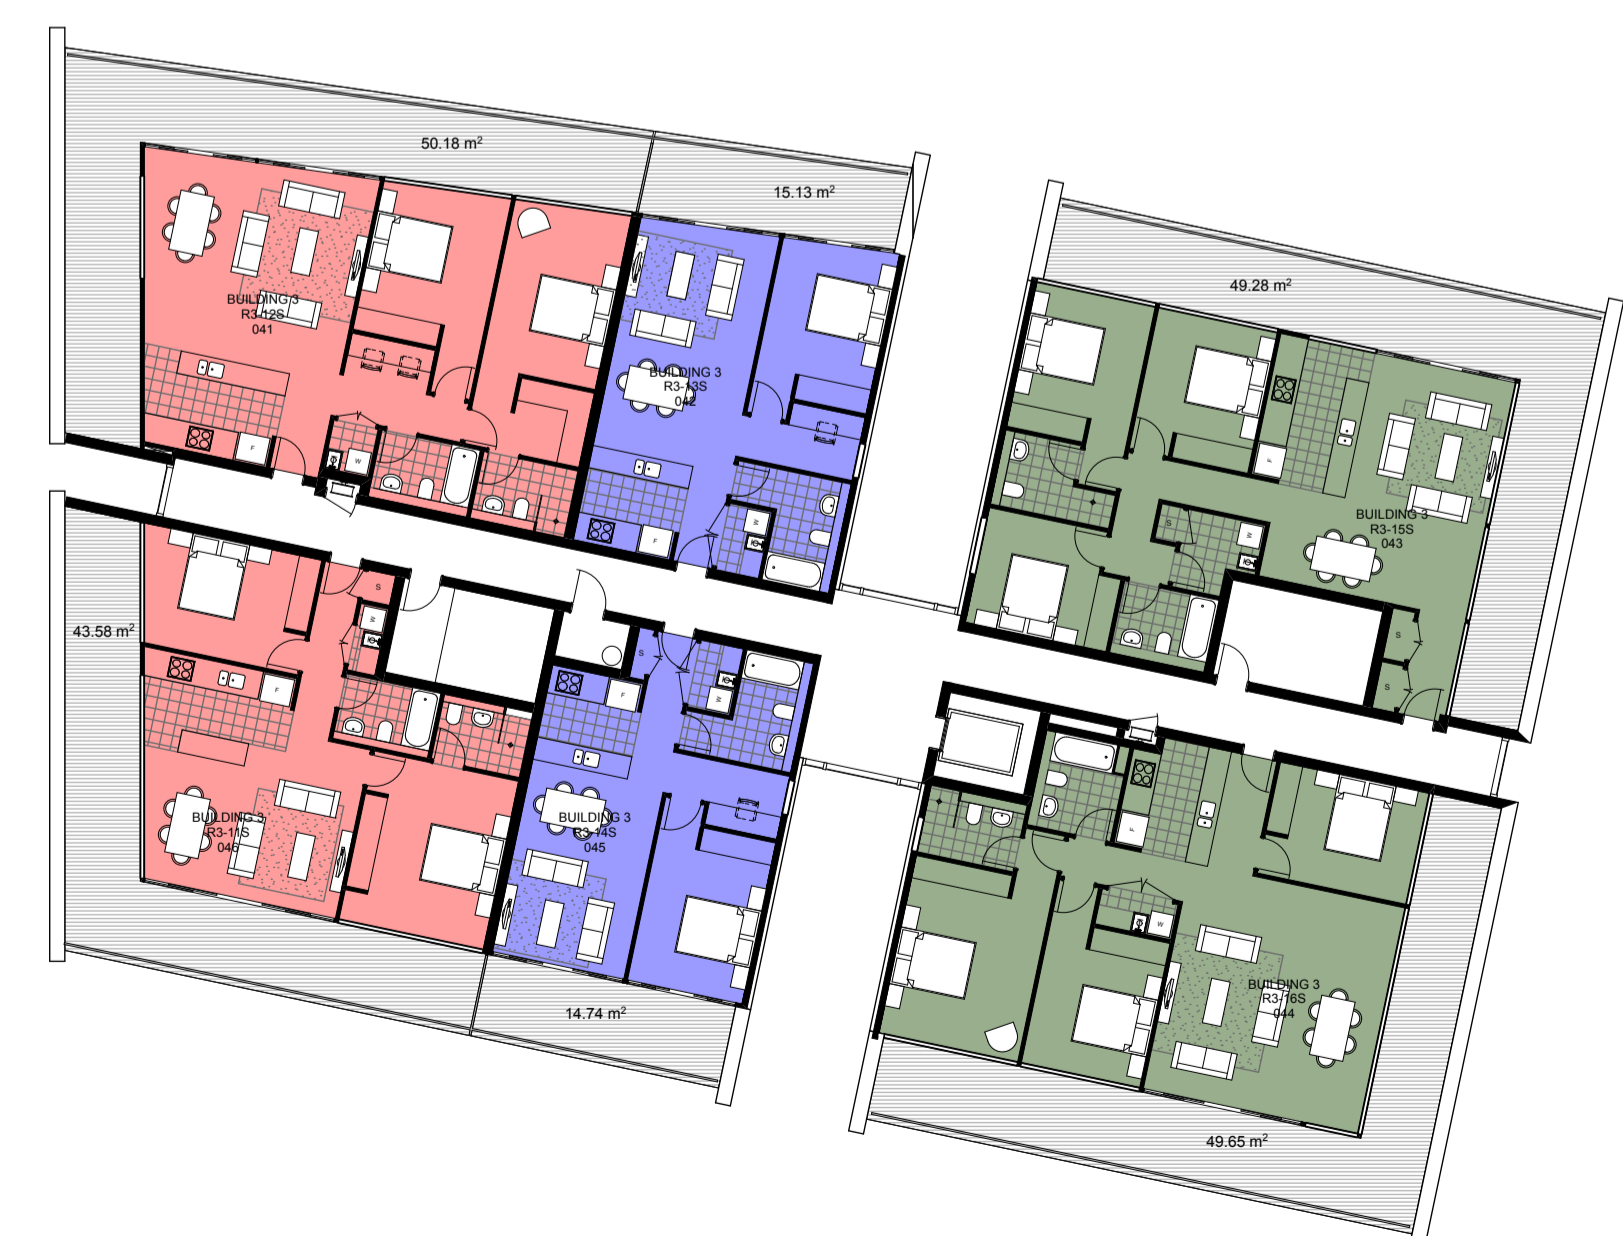 50.18 m²
15.13 m²
49.28 m²
BUILDING 3
R3-12S
041
BUILDING 3
R3-13S
042
F
W
F
W
BUILDING 3
R3-15S
043
F
S
W
S
S
43.58 m²
S
W
F
S
F
W
BUILDING 3
R3-11S
046
BUILDING 3
R3-14S
045
F
W
BUILDING 3
R3-16S
044
14.74 m²
49.65 m²